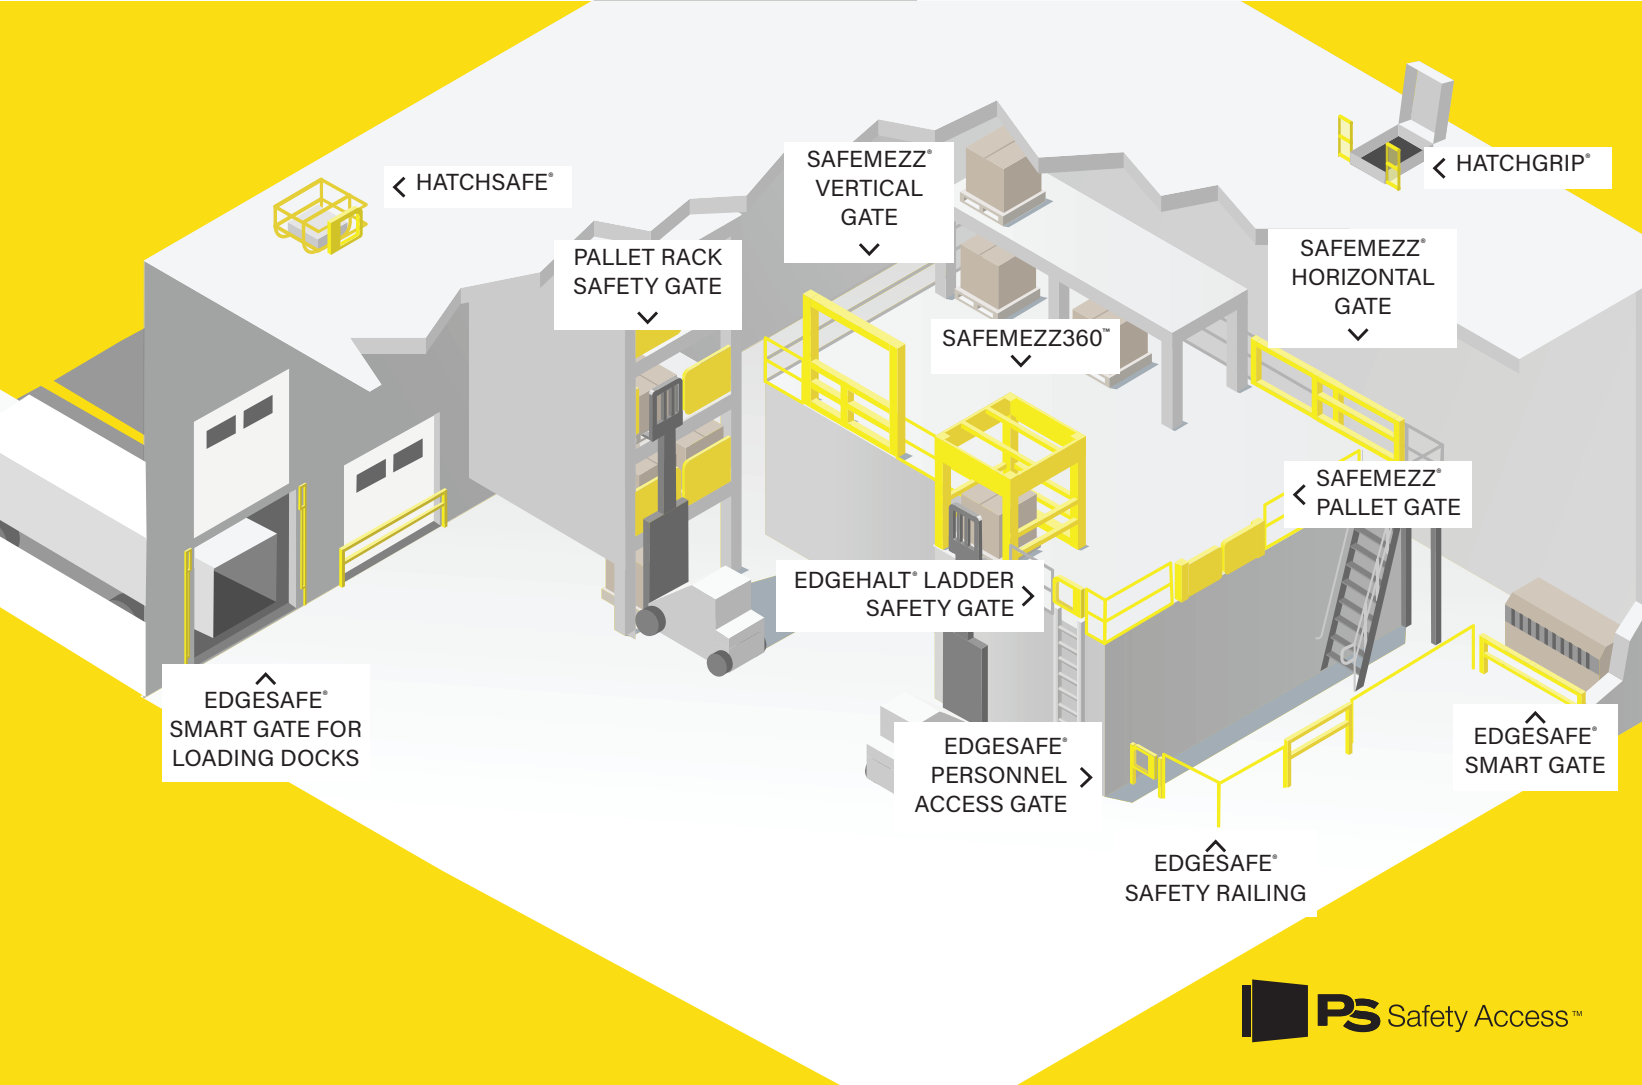 HATCHSAFE®
SAFEMEZZ®
VERTICAL
GATE
HATCHGRIP®
PALLET RACK
SAFETY GATE
SAFEMEZZ®
HORIZONTAL
GATE
SAFEMEZZ360™
SAFEMEZZ®
PALLET GATE
EDGEHALT® LADDER
SAFETY GATE
EDGESAFE®
SMART GATE FOR
LOADING DOCKS
EDGESAFE®
PERSONNEL
ACCESS GATE
EDGESAFE®
SMART GATE
EDGESAFE®
SAFETY RAILING
PS Safety Access™